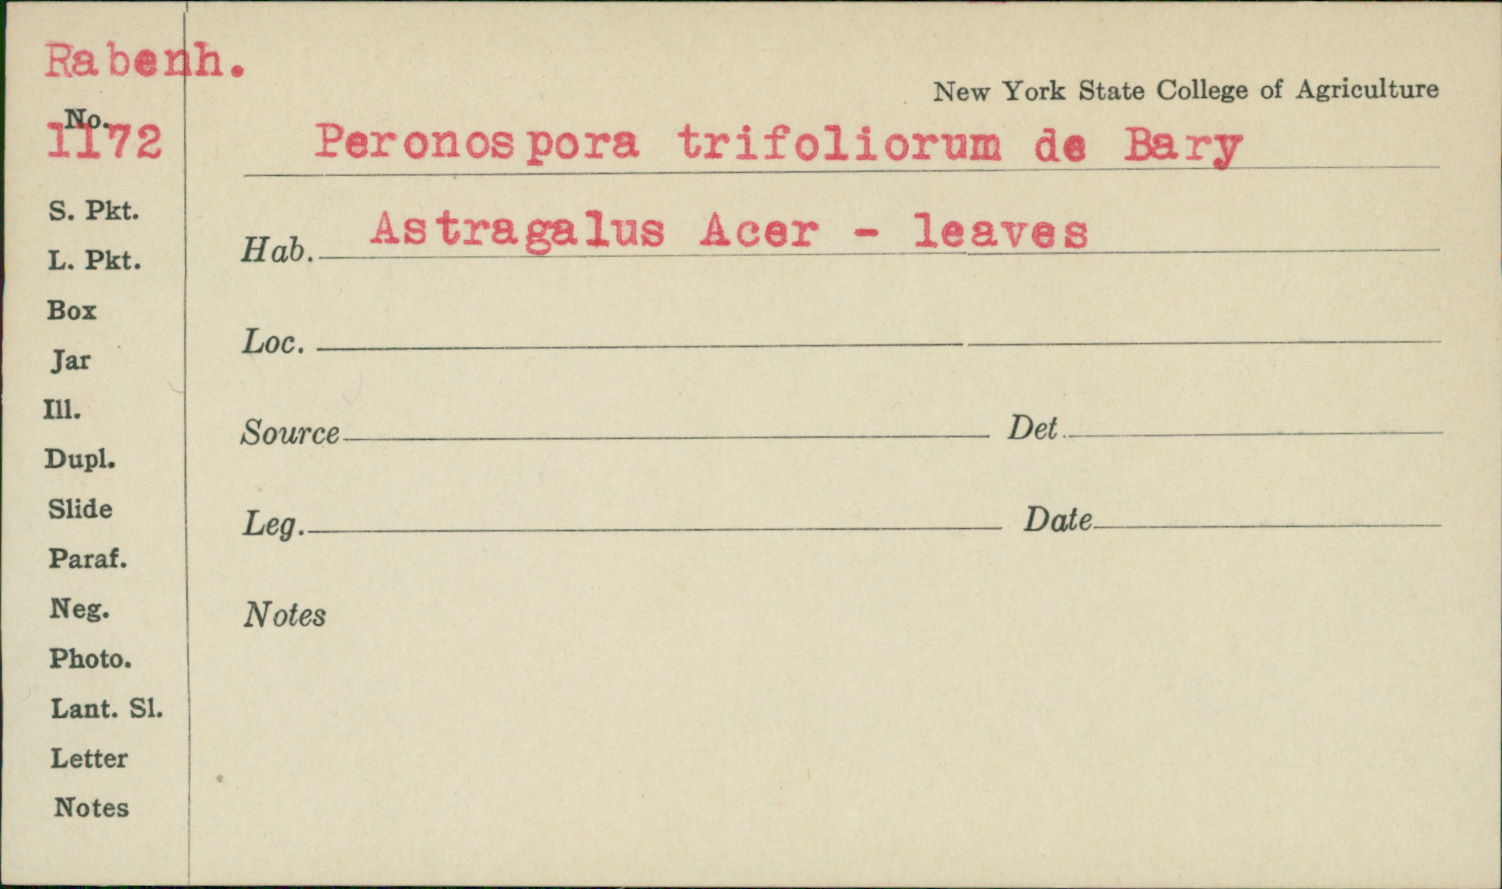 Rabenh.
New York State College of Agriculture
No.
1172
Peronospora trifoliorum de Bary
Hab. Astragalus Acer - leaves
Loc.
Source Det.
Leg. Date
Notes
S. Pkt.
L. Pkt.
Box
Jar
Ill.
Dupl.
Slide
Paraf.
Neg.
Photo.
Lant. Sl.
Letter
Notes